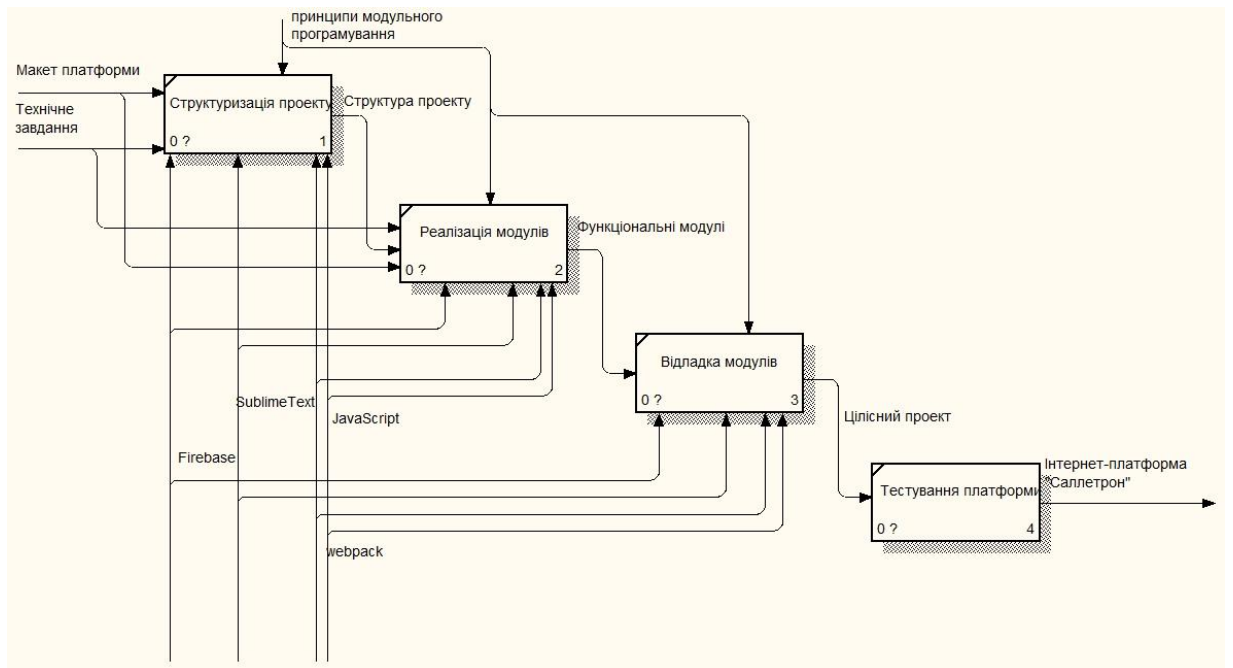 принципи модульного
програмування
Макет платформи
Технічне
завдання
Структуризація проекту
0 ?
1
Структура проекту
Реалізація модулів
0 ?
2
Функціональні модулі
Відладка модулів
0 ?
3
SublimeText
JavaScript
Firebase
webpack
Цілісний проект
Тестування платформи
0 ?
4
Інтернет-платформа
"Саллетрон"